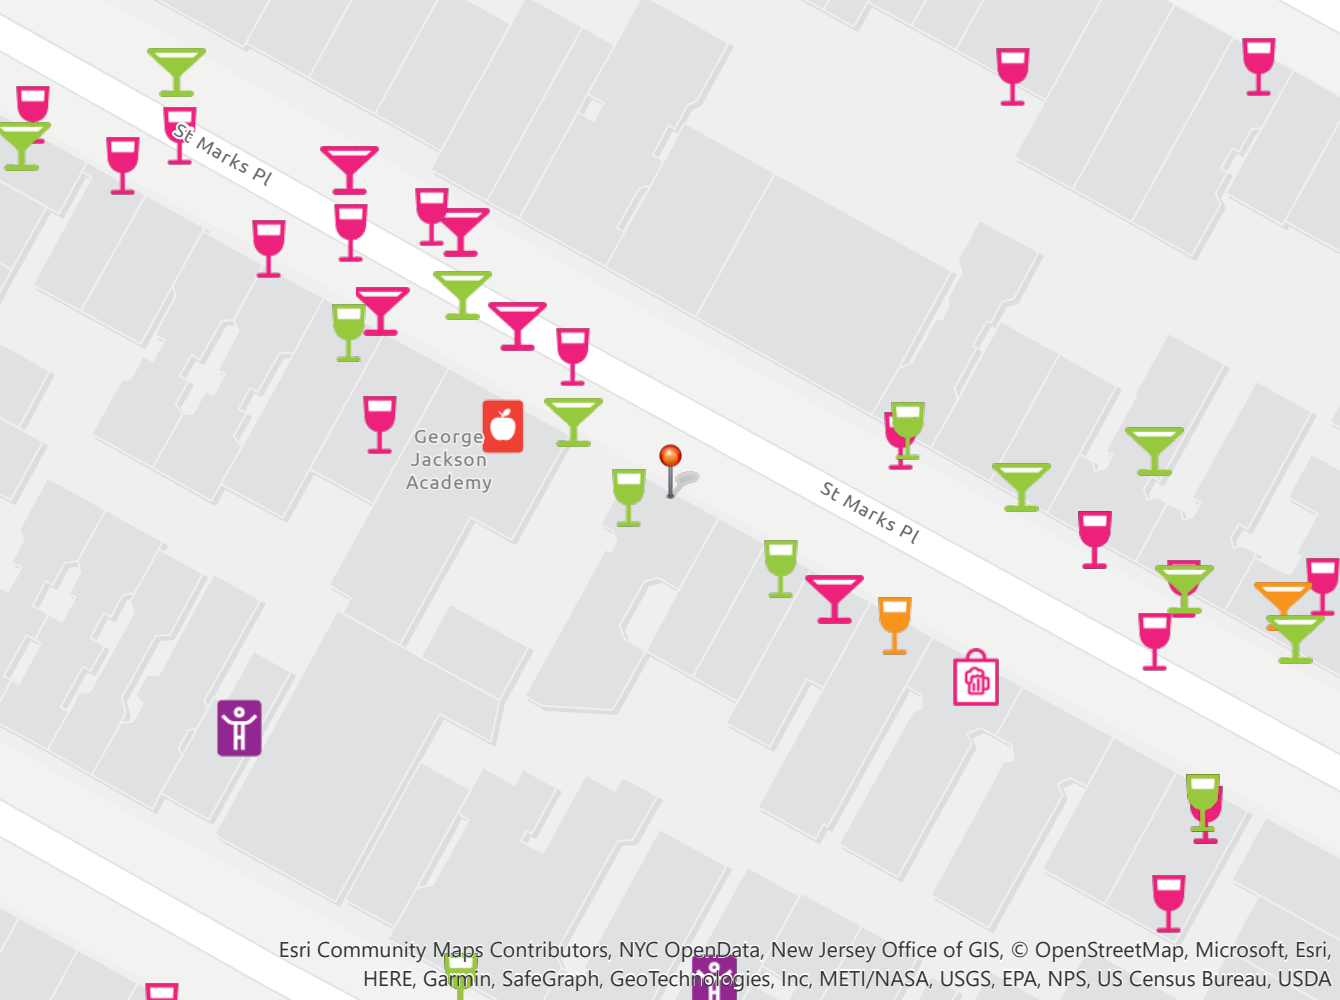 St Marks Pl
George
Jackson
Academy
St Marks Pl
Esri Community Maps Contributors, NYC OpenData, New Jersey Office of GIS, © OpenStreetMap, Microsoft, Esri,
HERE, Garmin, SafeGraph, GeoTechnologies, Inc, METI/NASA, USGS, EPA, NPS, US Census Bureau, USDA